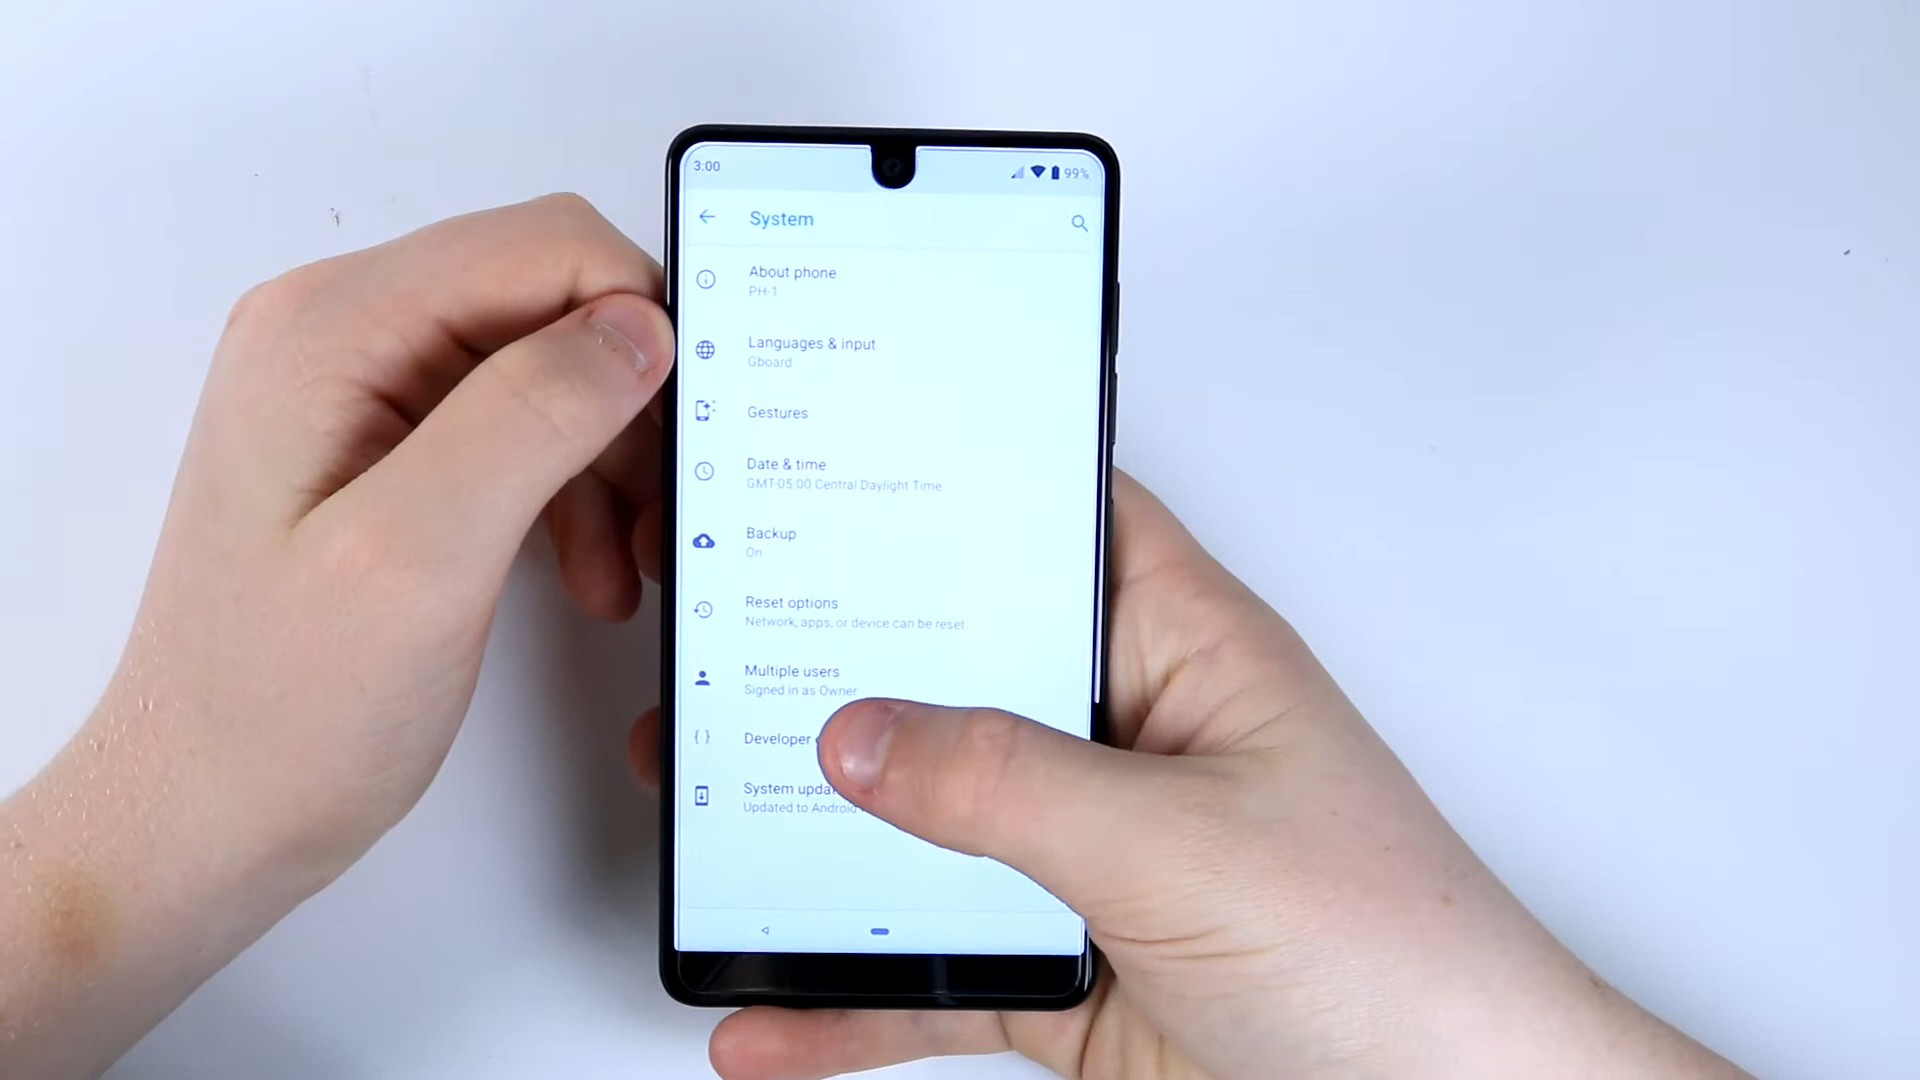 3:00
99%
System
About phone
PH-1
Languages & input
Gboard
Gestures
Date & time
GMT-05:00 Central Daylight Time
Backup
On
Reset options
Network, apps, or device can be reset
Multiple users
Signed in as Owner
Developer
System
Updated to Android